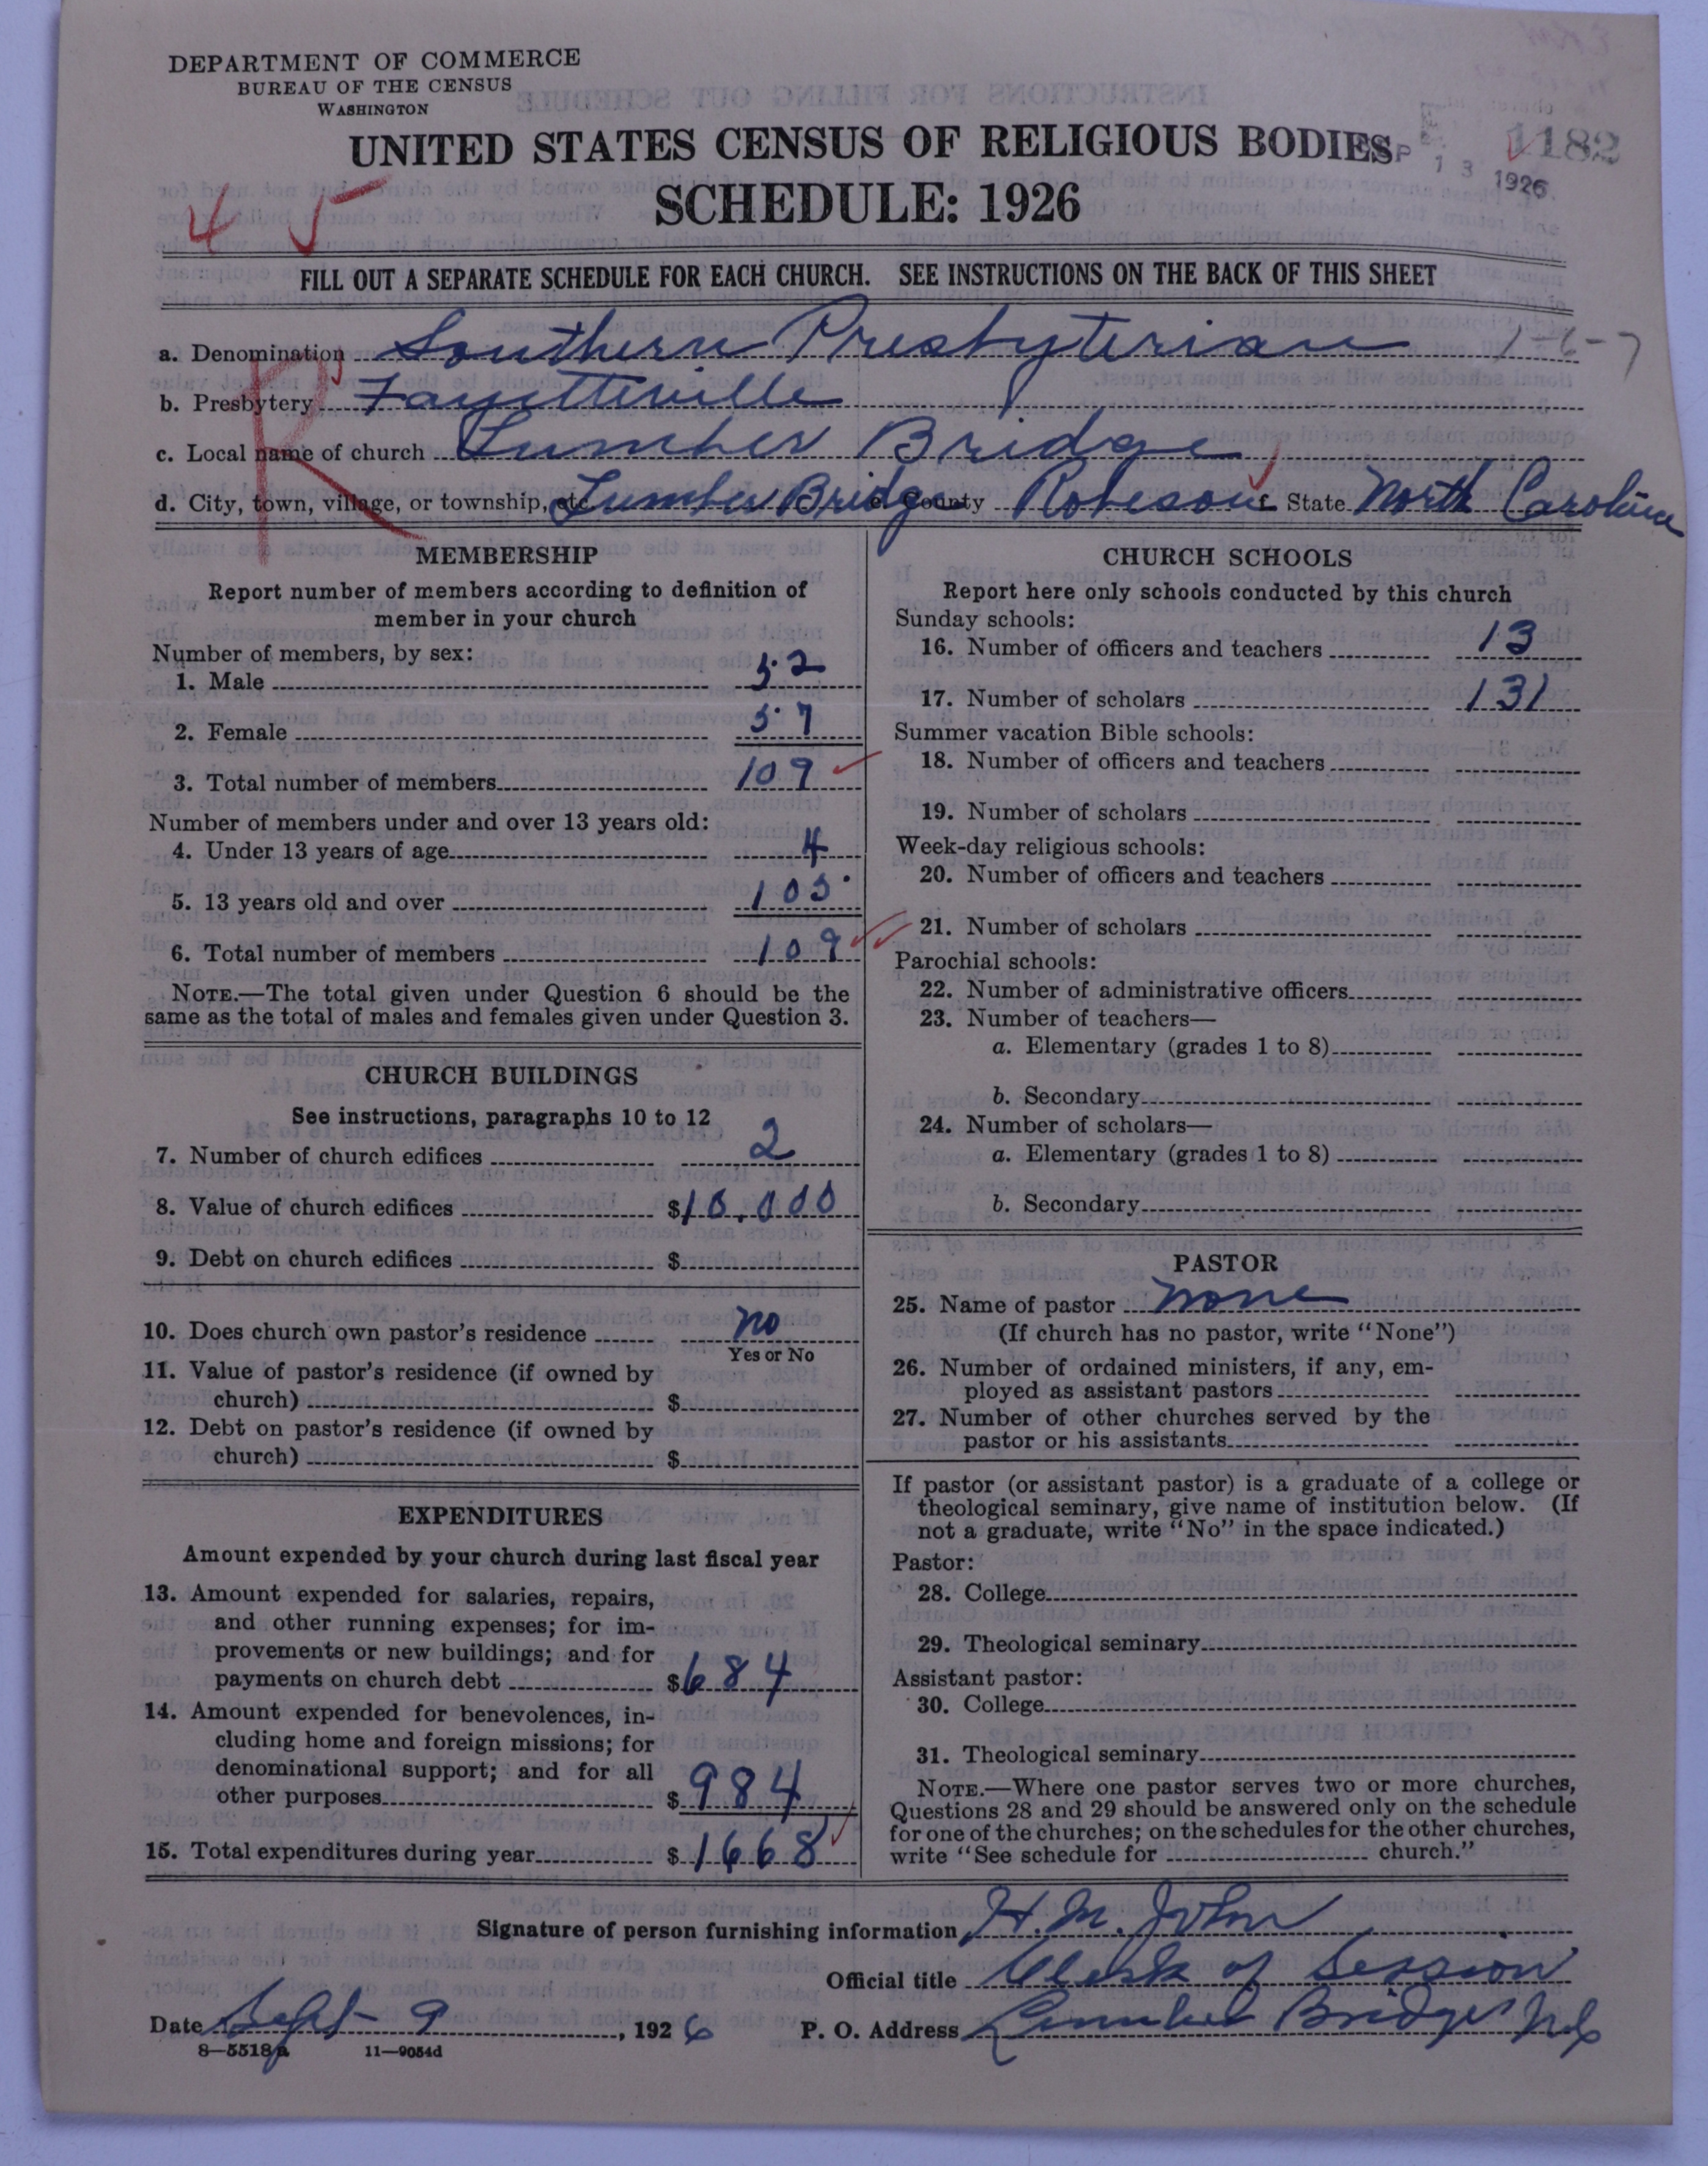 DEPARTMENT OF COMMERCE
BUREAU OF THE CENSUS
WASHINGTON
UNITED STATES CENSUS OF RELIGIOUS BODIES
SCHEDULE: 1926
1182
13 1926
4 5
FILL OUT A SEPARATE SCHEDULE FOR EACH CHURCH. SEE INSTRUCTIONS ON THE BACK OF THIS SHEET
a. Denomination Southern Presbyterian 1-6-7
b. Presbytery Fayetteville
c. Local name of church Lumber Bridge
R
d. City, town, village, or township, etc. Lumber Bridge e. County Robeson f. State North Carolina
MEMBERSHIP
Report number of members according to definition of
member in your church
Number of members, by sex:
1. Male 52
2. Female 57
3. Total number of members 109
Number of members under and over 13 years old:
4. Under 13 years of age 4
5. 13 years old and over 105
6. Total number of members 109
NOTE.—The total given under Question 6 should be the
same as the total of males and females given under Question 3.
CHURCH BUILDINGS
See instructions, paragraphs 10 to 12
7. Number of church edifices 2
8. Value of church edifices $10.000
9. Debt on church edifices $
10. Does church own pastor's residence no
Yes or No
11. Value of pastor's residence (if owned by
church) $
12. Debt on pastor's residence (if owned by
church) $
EXPENDITURES
Amount expended by your church during last fiscal year
13. Amount expended for salaries, repairs,
and other running expenses; for im-
provements or new buildings; and for
payments on church debt $684
14. Amount expended for benevolences, in-
cluding home and foreign missions; for
denominational support; and for all
other purposes $984
15. Total expenditures during year $1668
CHURCH SCHOOLS
Report here only schools conducted by this church
Sunday schools:
16. Number of officers and teachers 13
17. Number of scholars 131
Summer vacation Bible schools:
18. Number of officers and teachers
19. Number of scholars
Week-day religious schools:
20. Number of officers and teachers
21. Number of scholars
Parochial schools:
22. Number of administrative officers
23. Number of teachers—
a. Elementary (grades 1 to 8)
b. Secondary
24. Number of scholars—
a. Elementary (grades 1 to 8)
b. Secondary
PASTOR
25. Name of pastor none
(If church has no pastor, write "None")
26. Number of ordained ministers, if any, em-
ployed as assistant pastors
27. Number of other churches served by the
pastor or his assistants
If pastor (or assistant pastor) is a graduate of a college or
theological seminary, give name of institution below. (If
not a graduate, write "No" in the space indicated.)
Pastor:
28. College
29. Theological seminary
Assistant pastor:
30. College
31. Theological seminary
NOTE.—Where one pastor serves two or more churches,
Questions 28 and 29 should be answered only on the schedule
for one of the churches; on the schedules for the other churches,
write "See schedule for church."
Signature of person furnishing information H. M. John
Official title Clerk of Session
Date Sept 9, 1926 P. O. Address Lumber Bridge NC
8—5518a 11—9054d